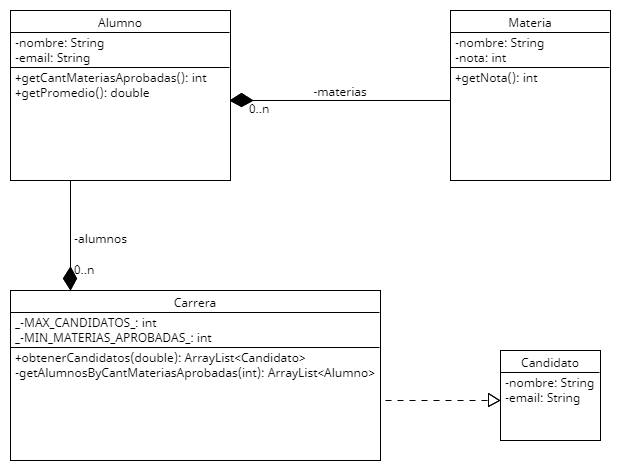 Alumno
-nombre: String
-email: String
+getCantMateriasAprobadas(): int
+getPromedio(): double
Materia
-nombre: String
-nota: int
+getNota(): int
-materias
0..n
-alumnos
0..n
Carrera
_-MAX_CANDIDATOS_: int
_-MIN_MATERIAS_APROBADAS_: int
+obtenerCandidatos(double): ArrayList<Candidato>
-getAlumnosByCantMateriasAprobadas(int): ArrayList<Alumno>
Candidato
-nombre: String
-email: String